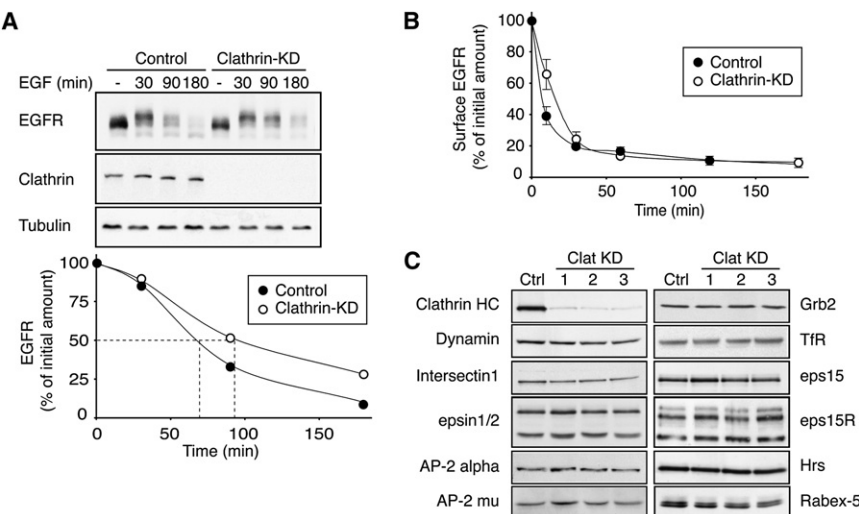 A
Control Clathrin-KD
EGF (min) - 30 90 180 - 30 90 180
EGFR
Clathrin
Tubulin
100
75
50
25
0
EGFR
(% of initial amount)
Control
Clathrin-KD
0 50 100 150
Time (min)
B
100
80
60
40
20
0
Surface EGFR
(% of initilal amount)
Control
Clathrin-KD
0 50 100 150
Time (min)
C
Clat KD Clat KD
Ctrl 1 2 3 Ctrl 1 2 3
Clathrin HC Grb2
Dynamin TfR
Intersectin1 eps15
epsin1/2 eps15R
AP-2 alpha Hrs
AP-2 mu Rabex-5